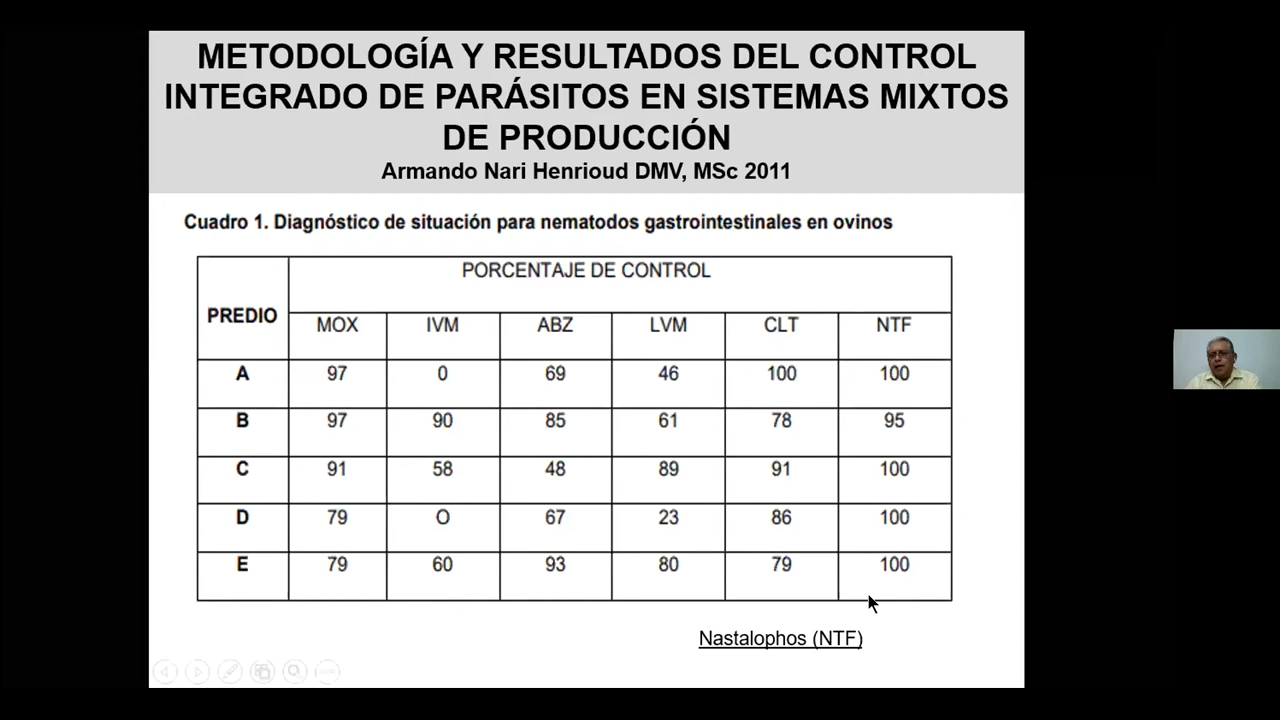 METODOLOGÍA Y RESULTADOS DEL CONTROL
INTEGRADO DE PARÁSITOS EN SISTEMAS MIXTOS
DE PRODUCCIÓN
Armando Nari Henrioud DMV, MSc 2011
Cuadro 1. Diagnóstico de situación para nematodos gastrointestinales en ovinos
PREDIO
PORCENTAJE DE CONTROL
MOX IVM ABZ LVM CLT NTF
A 97 0 69 46 100 100
B 97 90 85 61 78 95
C 91 58 48 89 91 100
D 79 O 67 23 86 100
E 79 60 93 80 79 100
Nastalophos (NTF)